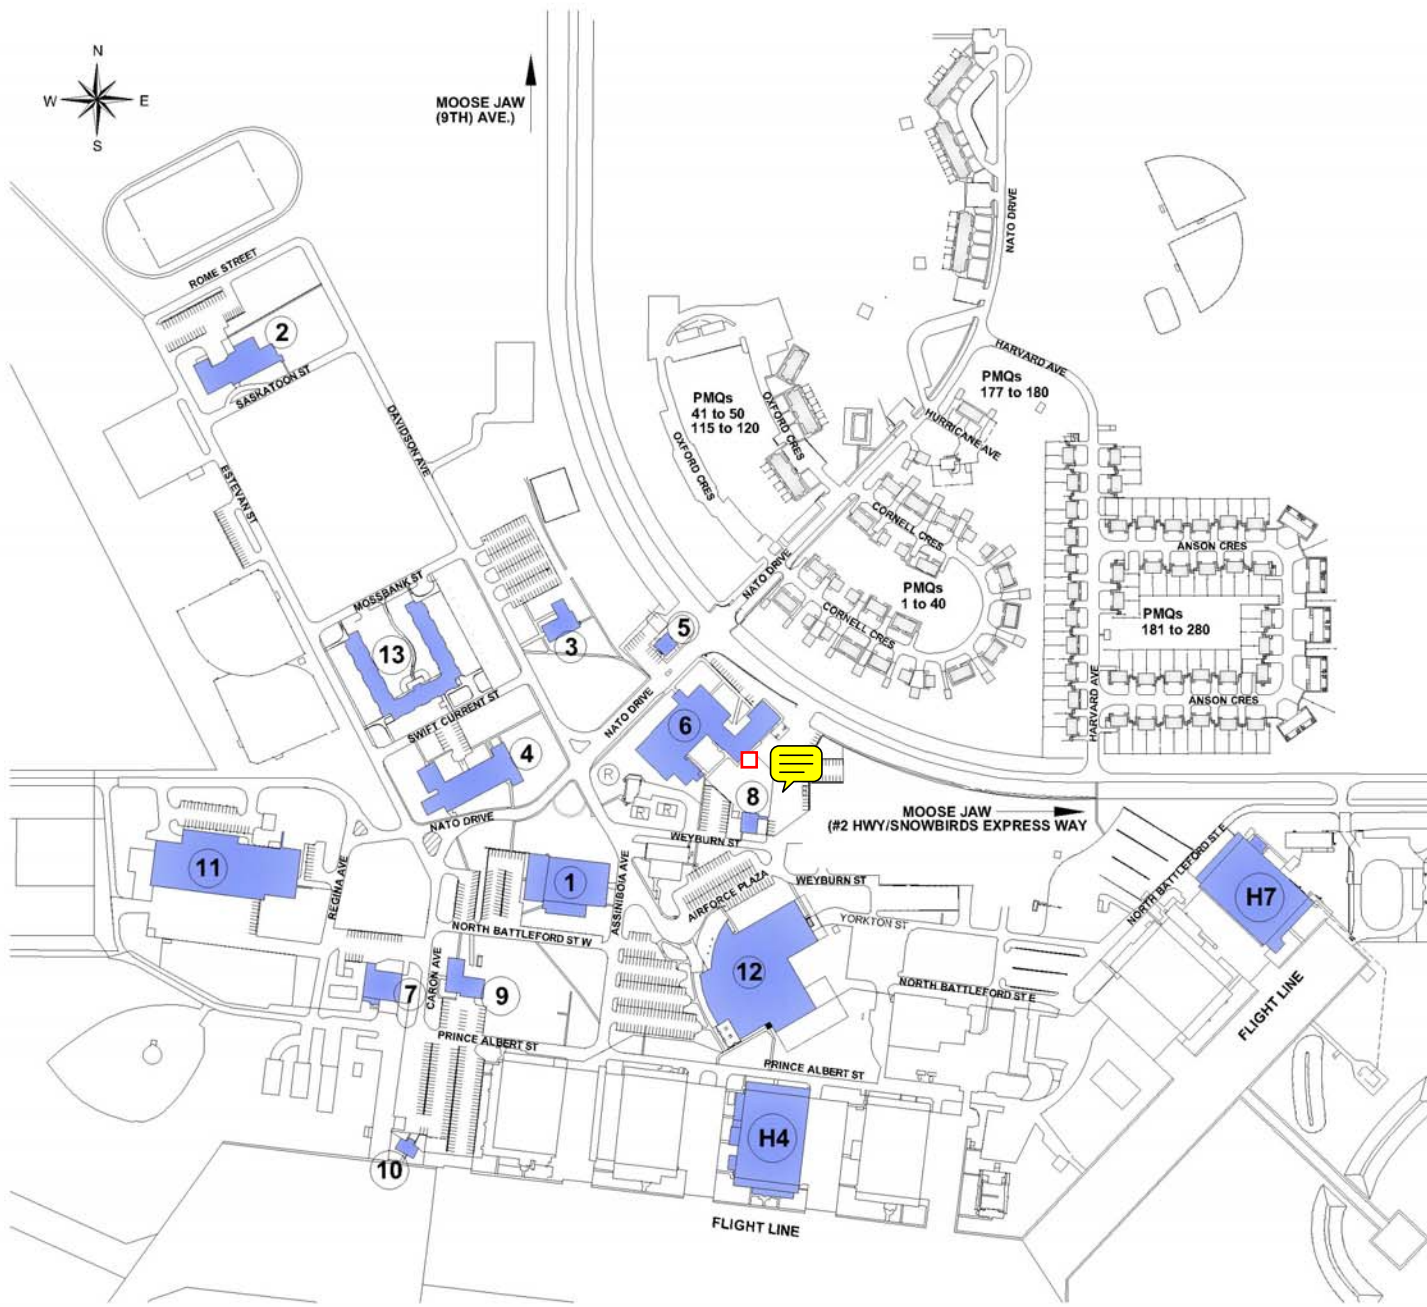 N
W E
S
MOOSE JAW
(9TH) AVE.)
NATO DRIVE
ROME STREET
2
SASKATOON ST
DAVIDSON AVE
ESTEVAN ST
HARVARD AVE
PMQs
177 to 180
PMQs
41 to 50
115 to 120
OXFORD CRES
OXFORD CRES
HURRICANE AVE
CORNELL CRES
NATO DRIVE
ANSON CRES
PMQs
1 to 40
CORNELL CRES
PMQs
181 to 280
MOSSBANK ST
13
3
5
SWIFT CURRENT ST
NATO DRIVE
HARVARD AVE
ANSON CRES
6
4
R
8
R
R
NATO DRIVE
MOOSE JAW
(#2 HWY/SNOWBIRDS EXPRESS WAY
WEYBURN ST
11
REGINA AVE
1
ASSINIBOIA AVE
AIRFORCE PLAZA
WEYBURN ST
NORTH BATTLEFORD ST E
H7
YORKTON ST
NORTH BATTLEFORD ST W
12
7
CARON AVE
9
NORTH BATTLEFORD ST E
FLIGHT LINE
PRINCE ALBERT ST
PRINCE ALBERT ST
H4
10
FLIGHT LINE